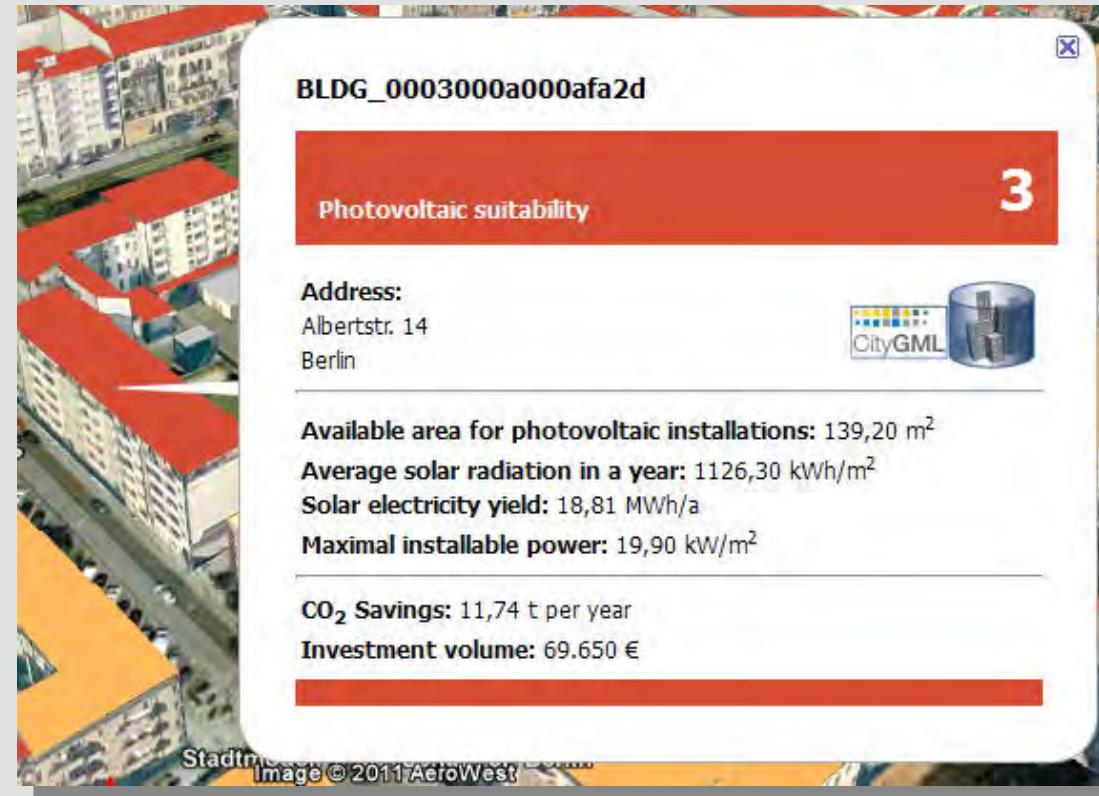 BLDG_0003000a000afa2d
Photovoltaic suitability
3
Address:
Albertstr. 14
Berlin
CityGML
Available area for photovoltaic installations: 139,20 m²
Average solar radiation in a year: 1126,30 kWh/m²
Solar electricity yield: 18,81 MWh/a
Maximal installable power: 19,90 kW/m²
CO₂ Savings: 11,74 t per year
Investment volume: 69.650 €
Image © 2011 AeroWest